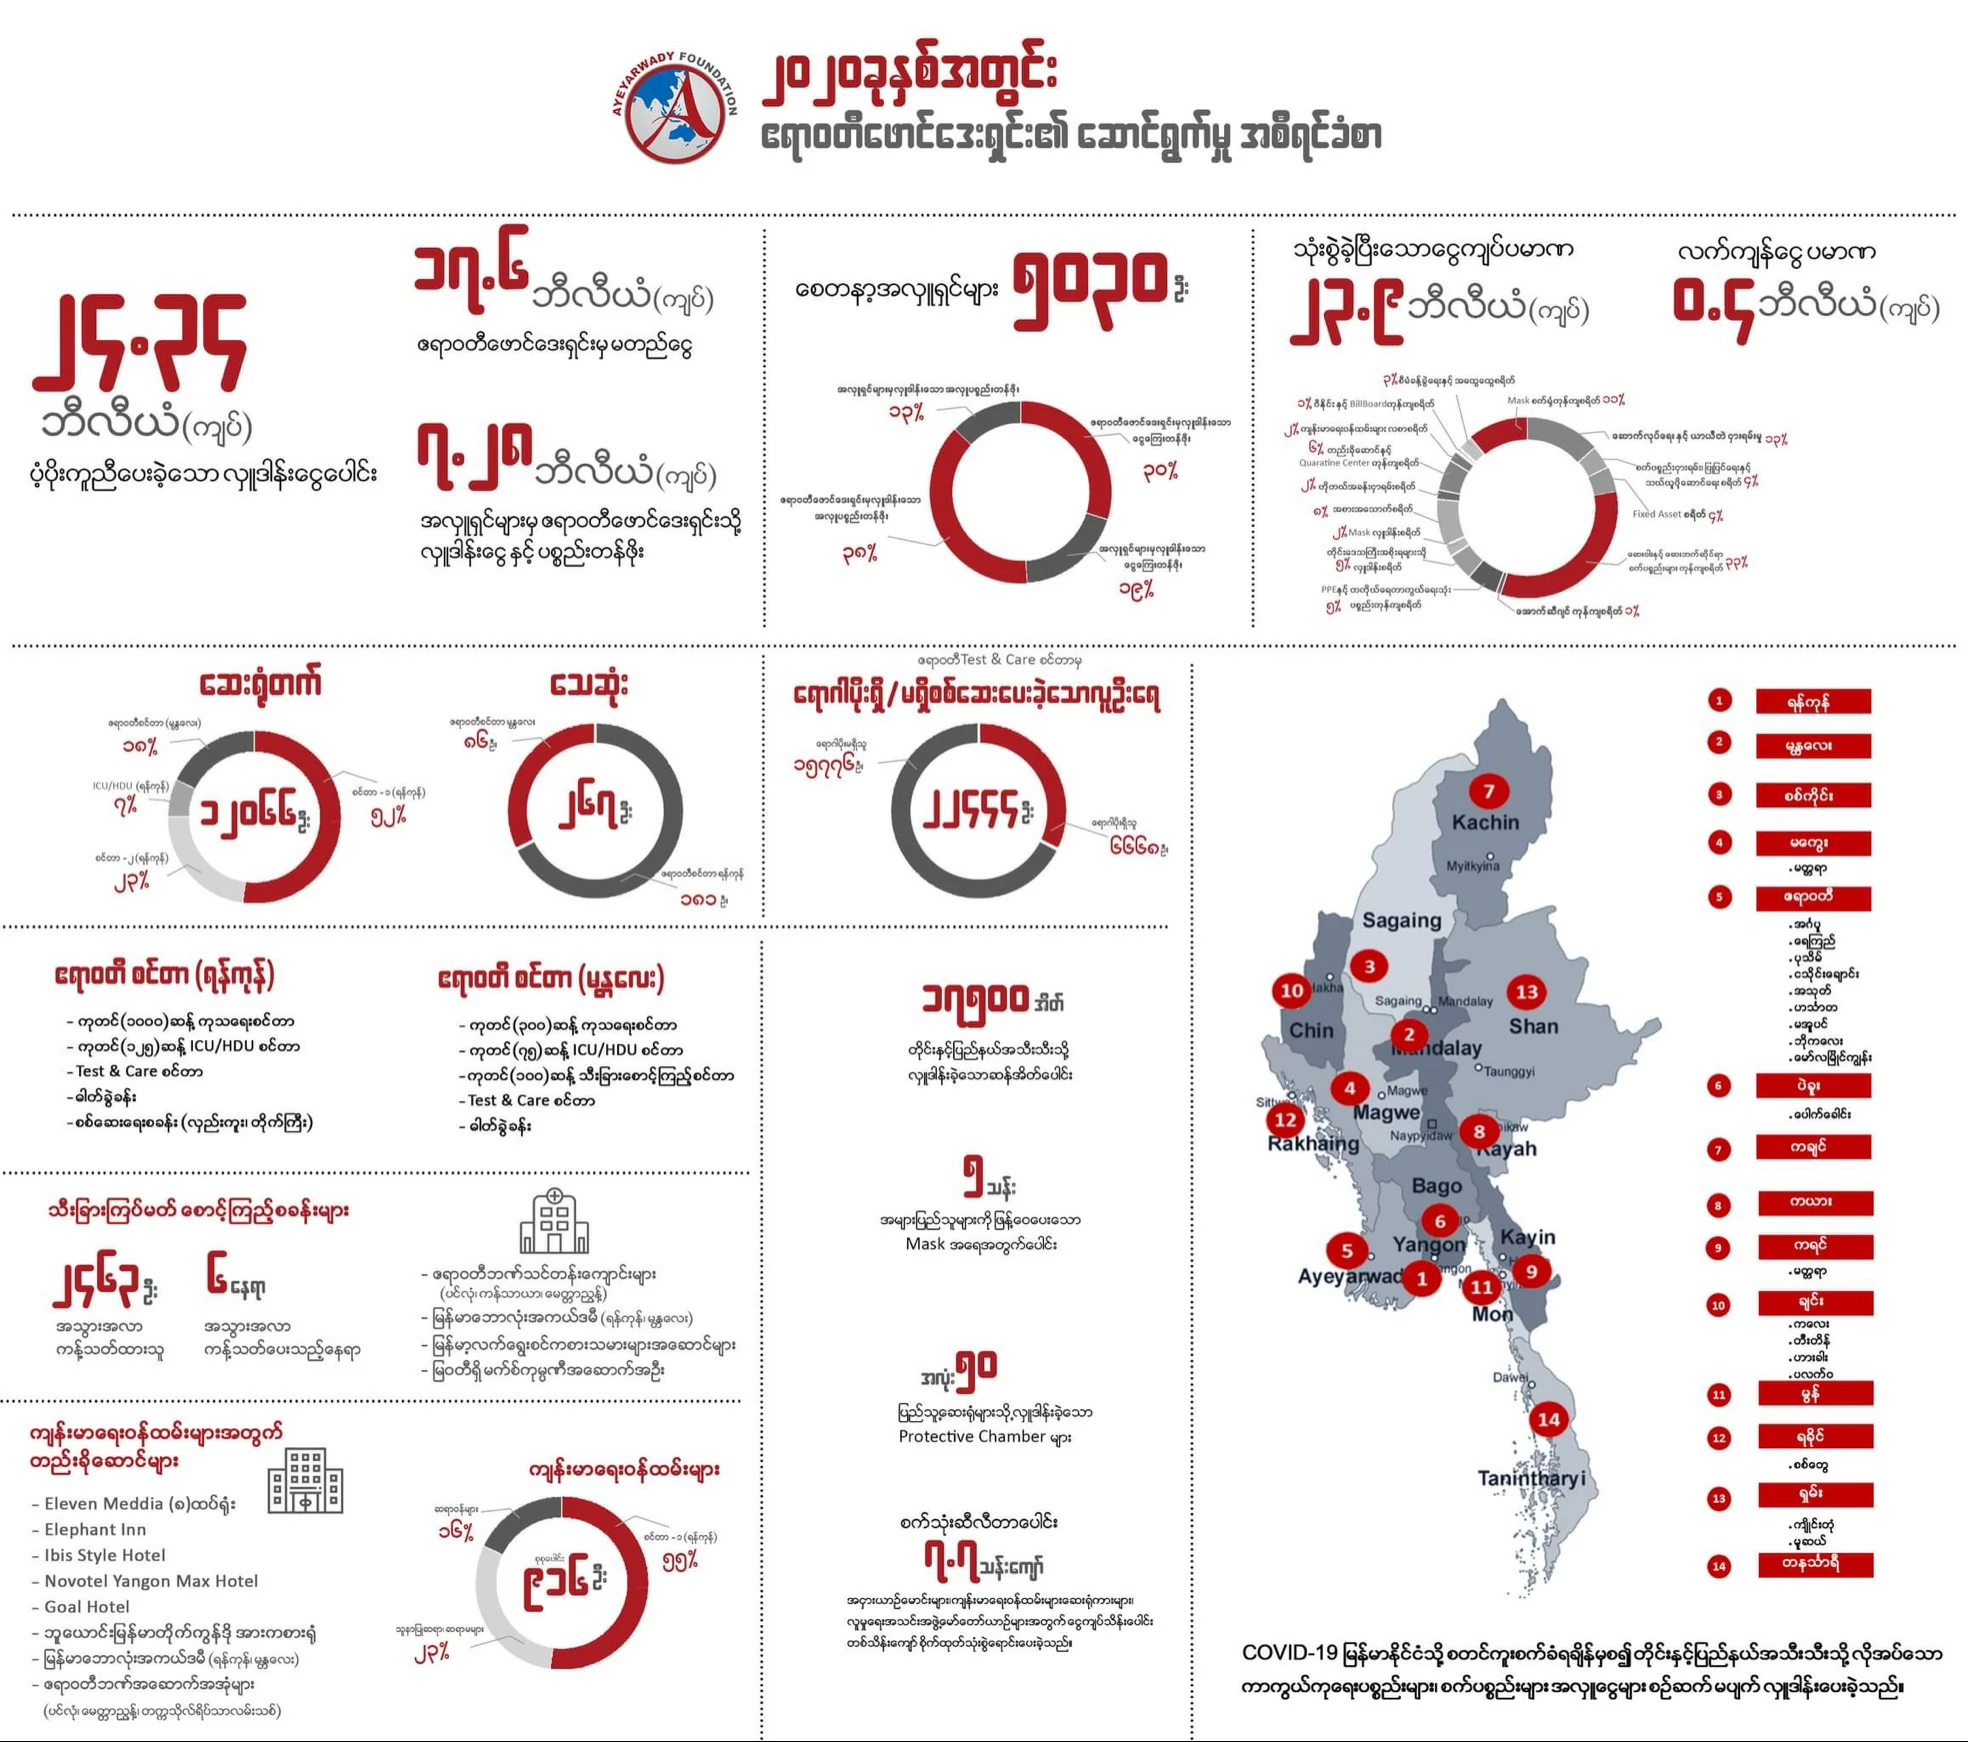 AYEYARWADY FOUNDATION
၂၀၂၀ခုနှစ်အတွင်း
ဧရာဝတီဖောင်ဒေးရှင်း၏ ဆောင်ရွက်မှု အစီရင်ခံစာ
၂၄.၃၄
ဘီလီယံ(ကျပ်)
ပံ့ပိုးကူညီပေးခဲ့သော လှူဒါန်းငွေပေါင်း
၁၇.၆ ဘီလီယံ(ကျပ်)
ဧရာဝတီဖောင်ဒေးရှင်းမှ မတည်ငွေ
၇.၂၈ ဘီလီယံ(ကျပ်)
အလှူရှင်များမှ ဧရာဝတီဖောင်ဒေးရှင်းသို့
လှူဒါန်းငွေ နှင့် ပစ္စည်းတန်ဖိုး
စေတနာ့အလှူရှင်များ ၅၀၃၀ ဦး
အလှူရှင်များမှလှူဒါန်းသော အလှူပစ္စည်းတန်ဖိုး
၁၃%
ဧရာဝတီဖောင်ဒေးရှင်းမှလှူဒါန်းသော
ငွေကြေးတန်ဖိုး
၃၀%
ဧရာဝတီဖောင်ဒေးရှင်းမှလှူဒါန်းသော
အလှူပစ္စည်းတန်ဖိုး
၃၈%
အလှူရှင်များမှလှူဒါန်းသော
ငွေကြေးတန်ဖိုး
၁၉%
သုံးစွဲခဲ့ပြီးသောငွေကျပ်ပမာဏ
၂၃.၉ ဘီလီယံ(ကျပ်)
လက်ကျန်ငွေ ပမာဏ
၀.၄ ဘီလီယံ(ကျပ်)
၃% စီမံခန့်ခွဲရေးနှင့် အထွေထွေစရိတ်
၁% ဗီနိုင်းနှင့် BillBoardကုန်ကျစရိတ်
၂% ကျန်းမာရေးဝန်ထမ်းများ လစာစရိတ်
၆% တည်းခိုဆောင်နှင့်
Quaratine Center ကုန်ကျစရိတ်
၂% ဟိုတယ်အခန်းငှားရမ်းစရိတ်
၈% အစားအသောက်စရိတ်
၂% Mask လှူဒါန်းစရိတ်
တိုင်းဒေသကြီးအစိုးရများသို့
၅% လှူဒါန်းစရိတ်
PPEနှင့် တကိုယ်ရေကာကွယ်ရေးသုံး
၅% ပစ္စည်းကုန်ကျစရိတ်
Mask စက်ရုံကုန်ကျစရိတ် ၁၁%
ဆောက်လုပ်ရေး နှင့် ယာယီတဲ ငှားရမ်းမှု ၁၃%
စက်ပစ္စည်းငှားရမ်း၊ ပြုပြင်ရေးနှင့်
သယ်ယူပို့ဆောင်ရေး စရိတ် ၄%
Fixed Asset စရိတ် ၄%
ဆေးဝါးနှင့် ဆေးဘက်ဆိုင်ရာ
စက်ပစ္စည်းများ ကုန်ကျစရိတ် ၃၃%
အောက်ဆီဂျင် ကုန်ကျစရိတ် ၁%
ဆေးရုံတက်
ဧရာဝတီစင်တာ (မန္တလေး)
၁၈%
ICU/HDU (ရန်ကုန်)
၇%
စင်တာ -၂ (ရန်ကုန်)
၂၃%
စင်တာ -၁ (ရန်ကုန်)
၅၂%
၁၂၀၆၆ ဦး
သေဆုံး
ဧရာဝတီစင်တာ မန္တလေး
၈၆ ဦး
၂၆၇ ဦး
ဧရာဝတီစင်တာ ရန်ကုန်
၁၈၁ ဦး
ဧရာဝတီTest & Care စင်တာမှ
ရောဂါပိုးရှိ / မရှိစစ်ဆေးပေးခဲ့သောလူဦးရေ
ရောဂါပိုးမရှိသူ
၁၅၇၇၆ ဦး
၂၂၄၄၄ ဦး
ရောဂါပိုးရှိသူ
၆၆၆၈ ဦး
ဧရာဝတီ စင်တာ (ရန်ကုန်)
- ကုတင်(၁၀၀၀)ဆန့် ကုသရေးစင်တာ
- ကုတင်(၁၂၅)ဆန့် ICU/HDU စင်တာ
- Test & Care စင်တာ
- ဓါတ်ခွဲခန်း
- စစ်ဆေးရေးစခန်း (လှည်းကူး၊ တိုက်ကြီး)
ဧရာဝတီ စင်တာ (မန္တလေး)
- ကုတင်(၃၀၀)ဆန့် ကုသရေးစင်တာ
- ကုတင်(၇၅)ဆန့် ICU/HDU စင်တာ
- ကုတင်(၁၀၀)ဆန့် သီးခြားစောင့်ကြည့်စင်တာ
- Test & Care စင်တာ
- ဓါတ်ခွဲခန်း
သီးခြားကြပ်မတ် စောင့်ကြည့်စခန်းများ
၂၄၆၃ ဦး
အသွားအလာ
ကန့်သတ်ထားသူ
၆ နေရာ
အသွားအလာ
ကန့်သတ်ပေးသည့်နေရာ
- ဧရာဝတီဘဏ်သင်တန်းကျောင်းများ
(ပင်လုံ၊ ကန်သာယာ၊ မေတ္တာညွန့်)
- မြန်မာဘောလုံးအကယ်ဒမီ (ရန်ကုန်၊ မန္တလေး)
- မြန်မာ့လက်ရွေးစင်ကစားသမားများအဆောင်များ
- မြဝတီရှိ မက်စ်ကုမ္ပဏီအဆောက်အဦး
ကျန်းမာရေးဝန်ထမ်းများအတွက်
တည်းခိုဆောင်များ
- Eleven Meddia (၈)ထပ်ရုံး
- Elephant Inn
- Ibis Style Hotel
- Novotel Yangon Max Hotel
- Goal Hotel
- ဘူယောင်းမြန်မာတိုက်ကွန်ဒို အားကစားရုံ
- မြန်မာဘောလုံးအကယ်ဒမီ (ရန်ကုန်၊ မန္တလေး)
- ဧရာဝတီဘဏ်အဆောက်အအုံများ
(ပင်လုံ၊ မေတ္တာညွန့်၊ တက္ကသိုလ်ရိပ်သာလမ်းသစ်)
ကျန်းမာရေးဝန်ထမ်းများ
ဆရာဝန်များ
၁၆%
စင်တာ -၁ (ရန်ကုန်)
၅၅%
စုစုပေါင်း
၉၁၆ ဦး
သူနာပြုဆရာ၊ ဆရာမများ
၂၃%
၁၇၅၀၀ အိတ်
တိုင်းနှင့်ပြည်နယ်အသီးသီးသို့
လှူဒါန်းခဲ့သောဆန်အိတ်ပေါင်း
၅ သန်း
အများပြည်သူများကို ဖြန့်ဝေပေးသော
Mask အရေအတွက်ပေါင်း
အလုံး ၅၀
ပြည်သူ့ဆေးရုံများသို့ လှူဒါန်းခဲ့သော
Protective Chamber များ
စက်သုံးဆီလီတာပေါင်း
၇.၇ သန်းကျော်
အငှားယာဉ်မောင်းများ၊ ကျန်းမာရေးဝန်ထမ်းများ၊ ဆေးရုံကားများ၊
လူမှုရေးအသင်းအဖွဲ့မော်တော်ယာဉ်များအတွက် ငွေကျပ်သိန်းပေါင်း
တစ်သိန်းကျော် စိုက်ထုတ်သုံးစွဲရောင်းပေးခဲ့သည်။
7
Kachin
Myitkyina
Sagaing
3
10
lakha
Sagaing
Mandalay
13
Chin
2
Shan
Mandalay
Taunggyi
4
Magwe
Magwe
Sittw
12
Rakhaing
Naypyidaw
8
oikaw
Kayah
Bago
6
Kayin
5
Yangon
9
Ayeyarwad
1
ngon
11
Mon
Dawei
14
Tanintharyi
1 ရန်ကုန်
2 မန္တလေး
3 စစ်ကိုင်း
4 မကွေး
. မတ္တရာ
5 ဧရာဝတီ
. အင်္ဂပူ
. ရေကြည်
. ပုသိမ်
. ငသိုင်းချောင်း
. အသုတ်
. ဟင်္သာတ
. မအူပင်
. ဘိုကလေး
. မော်လမြိုင်ကျွန်း
6 ပဲခူး
. ပေါက်ခေါင်း
7 ကချင်
8 ကယား
9 ကရင်
. မတ္တရာ
10 ချင်း
. ကလေး
. တီးတိန်
. ဟားခါး
. ပလက်ဝ
11 မွန်
12 ရခိုင်
. စစ်တွေ
13 ရှမ်း
. ကျိုင်းတုံ
. မူဆယ်
14 တနင်္သာရီ
COVID-19 မြန်မာနိုင်ငံသို့ စတင်ကူးစက်ခံရချိန်မှစ၍ တိုင်းနှင့်ပြည်နယ်အသီးသီးသို့ လိုအပ်သော
ကာကွယ်ကုရေးပစ္စည်းများ၊ စက်ပစ္စည်းများ အလှူငွေများ စဉ်ဆက် မပျက် လှူဒါန်းပေးခဲ့သည်။